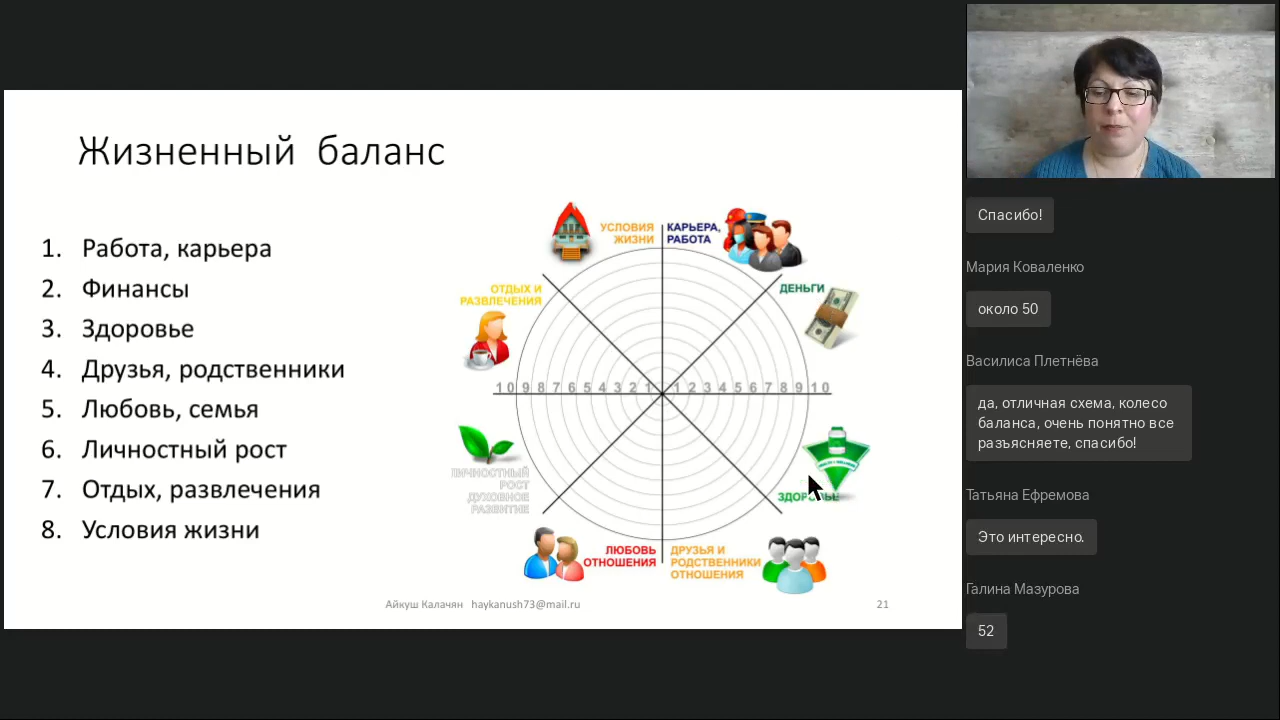 Жизненный баланс
1. Работа, карьера
2. Финансы
3. Здоровье
4. Друзья, родственники
5. Любовь, семья
6. Личностный рост
7. Отдых, развлечения
8. Условия жизни
УСЛОВИЯ
ЖИЗНИ
КАРЬЕРА,
РАБОТА
ОТДЫХ И
РАЗВЛЕЧЕНИЯ
ДЕНЬГИ
10 9 8 7 6 5 4 3 2 1 1 2 3 4 5 6 7 8 9 10
ЛИЧНОСТНЫЙ
РОСТ
ДУХОВНОЕ
РАЗВИТИЕ
ЗДОРОВЬЕ
ЛЮБОВЬ
ОТНОШЕНИЯ
ДРУЗЬЯ И
РОДСТВЕННИКИ
ОТНОШЕНИЯ
Айкуш Калачян haykanush73@mail.ru
21
Спасибо!
Мария Коваленко
около 50
Василиса Плетнёва
да, отличная схема, колесо
баланса, очень понятно все
разъясняете, спасибо!
Татьяна Ефремова
Это интересно.
Галина Мазурова
52